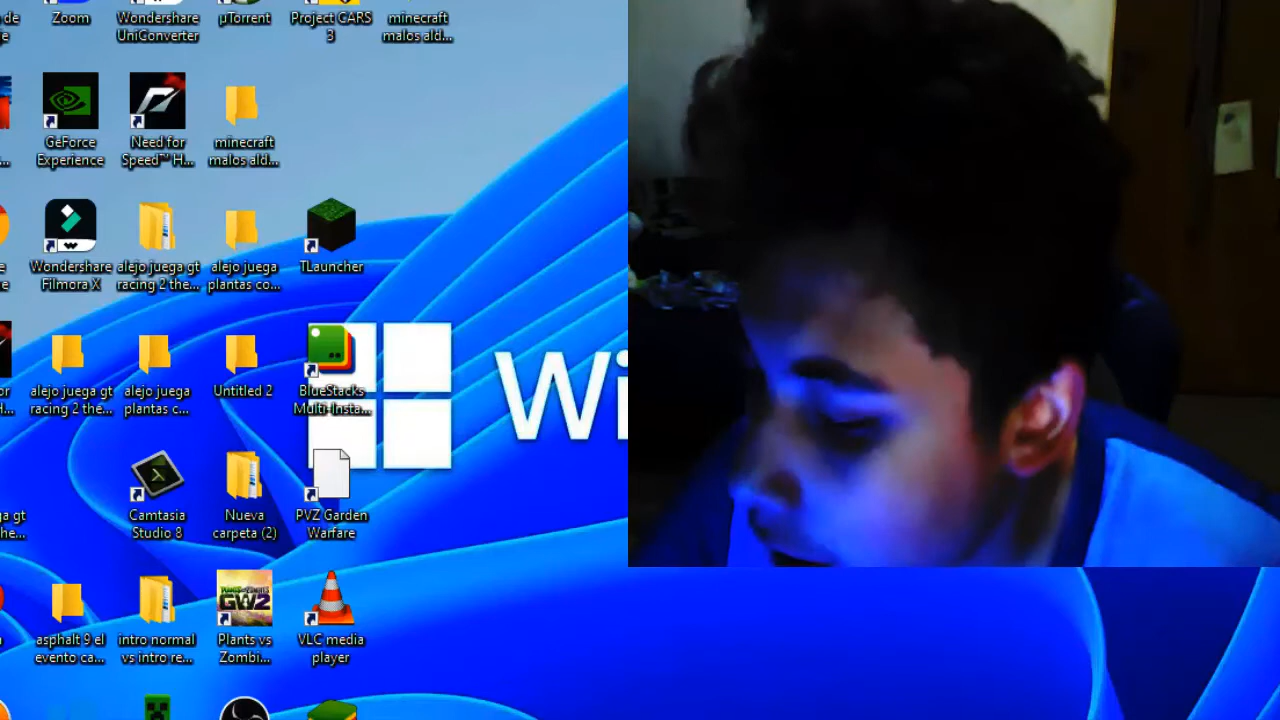 de
Zoom
Wondershare
UniConverter
µTorrent
Project CARS
3
minecraft
malos ald...
GeForce
Experience
Need for
Speed™ H...
minecraft
malos ald...
Wondershare
Filmora X
alejo juega gt
racing 2 the...
alejo juega
plantas co...
TLauncher
alejo juega gt
racing 2 the...
alejo juega
plantas c...
Untitled 2
BlueStacks
Multi-Insta...
Wi
Camtasia
Studio 8
Nueva
carpeta (2)
PVZ Garden
Warfare
asphalt 9 el
evento ca...
intro normal
vs intro re...
GW2
Plants vs
Zombi...
VLC media
player